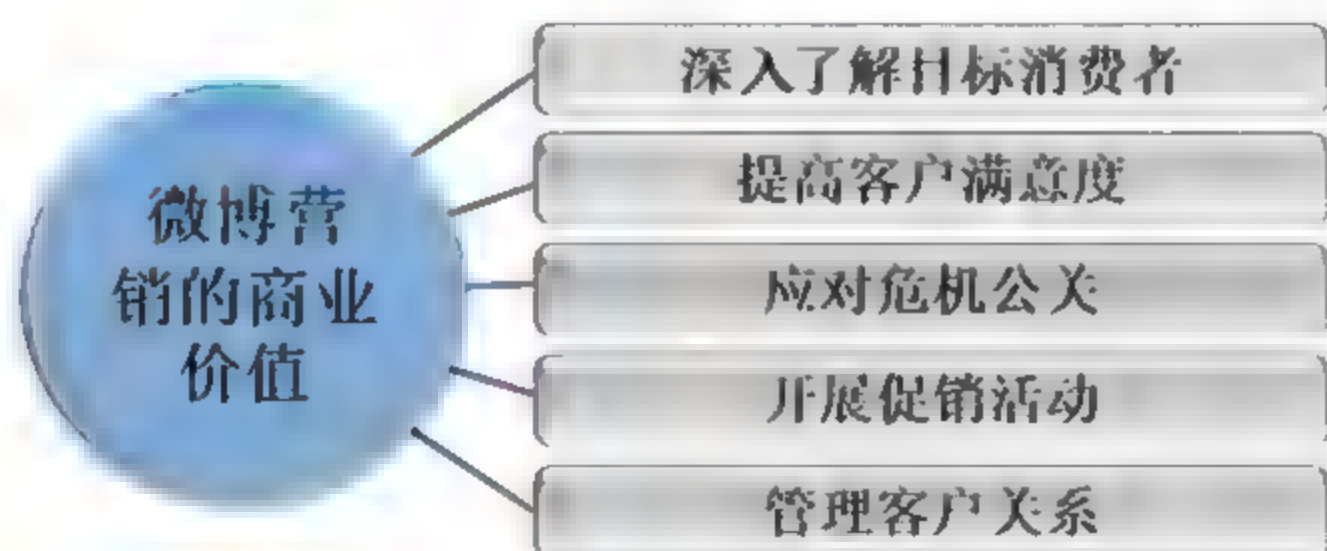 微博营
销的商业
价值
深入了解目标消费者
提高客户满意度
应对危机公关
开展促销活动
管理客户关系